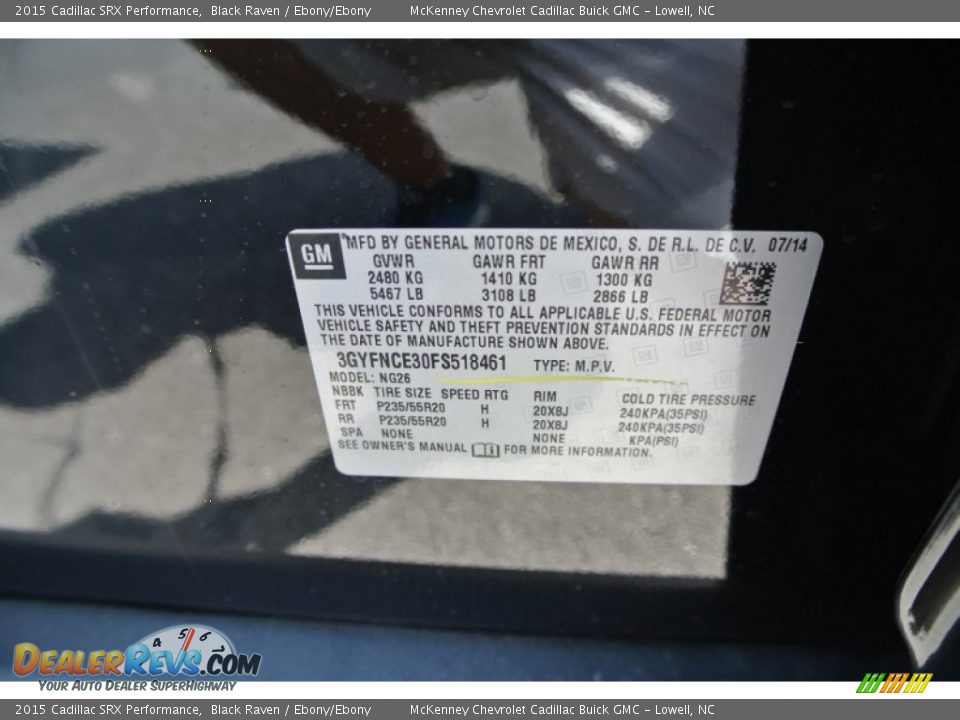 2015 Cadillac SRX Performance, Black Raven / Ebony/Ebony McKenney Chevrolet Cadillac Buick GMC - Lowell, NC
GM MFD BY GENERAL MOTORS DE MEXICO, S. DE R.L. DE C.V. 07/14
GVWR GAWR FRT GAWR RR
2480 KG 1410 KG 1300 KG
5467 LB 3108 LB 2866 LB
THIS VEHICLE CONFORMS TO ALL APPLICABLE U.S. FEDERAL MOTOR
VEHICLE SAFETY AND THEFT PREVENTION STANDARDS IN EFFECT ON
THE DATE OF MANUFACTURE SHOWN ABOVE.
3GYFNCE30FS518461 TYPE: M.P.V.
MODEL: NG26
NBBK TIRE SIZE SPEED RTG RIM COLD TIRE PRESSURE
FRT P235/55R20 H 20X8J 240KPA(35PSI)
RR P235/55R20 H 20X8J 240KPA(35PSI)
SPA NONE NONE KPA(PSI)
SEE OWNER'S MANUAL FOR MORE INFORMATION.
4 5 6
DealerRevs.com
Your Auto Dealer SuperHighway
2015 Cadillac SRX Performance, Black Raven / Ebony/Ebony McKenney Chevrolet Cadillac Buick GMC - Lowell, NC